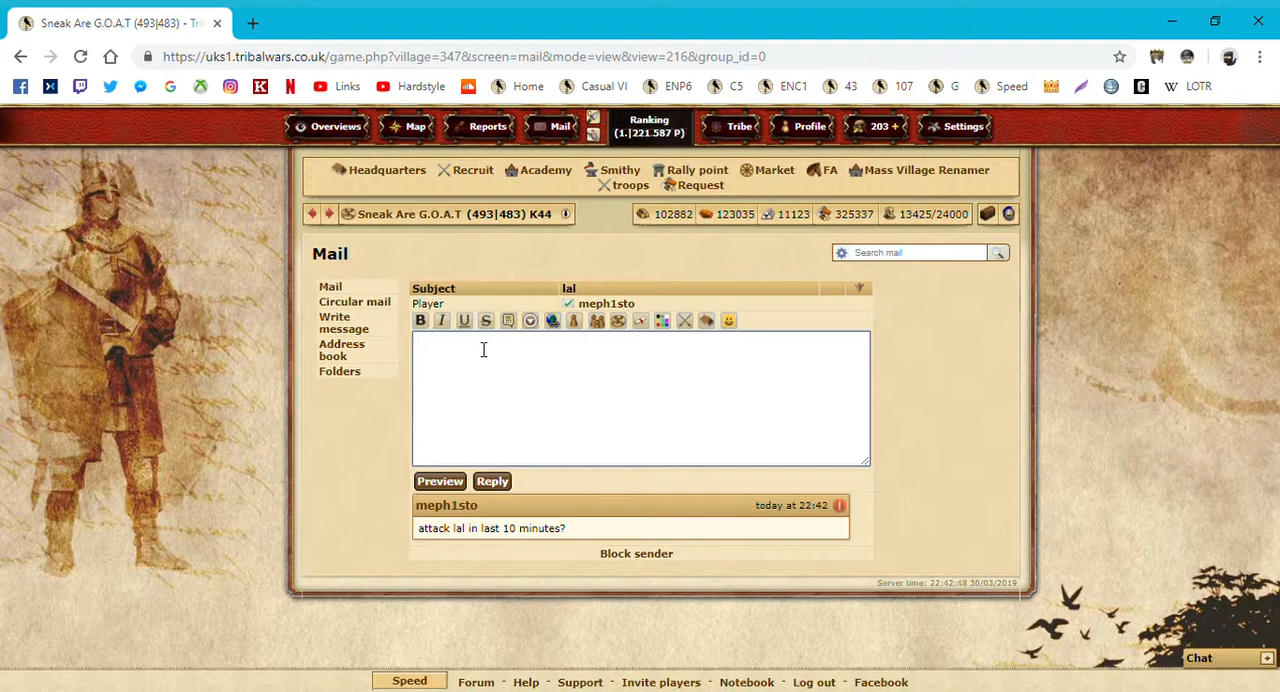 Sneak Are G.O.A.T (493|483) - Tri
https://uks1.tribalwars.co.uk/game.php?village=347&screen=mail&mode=view&view=216&group_id=0
Links Hardstyle Home Casual VI ENP6 C5 ENC1 43 107 G Speed LOTR
Overviews Map Reports Mail Ranking Tribe Profile 203 + Settings
(1.|221.587 P)
Headquarters Recruit Academy Smithy Rally point Market FA Mass Village Renamer
troops Request
Sneak Are G.O.A.T (493|483) K44 102882 123035 11123 325337 13425/24000
Mail Search mail
Mail
Circular mail
Write
message
Address
book
Folders
Subject lal
Player meph1sto
B I U S
Preview Reply
meph1sto today at 22:42
attack lal in last 10 minutes?
Block sender
Server time: 22:42:48 30/03/2019
Chat
Speed Forum - Help - Support - Invite players - Notebook - Log out - Facebook